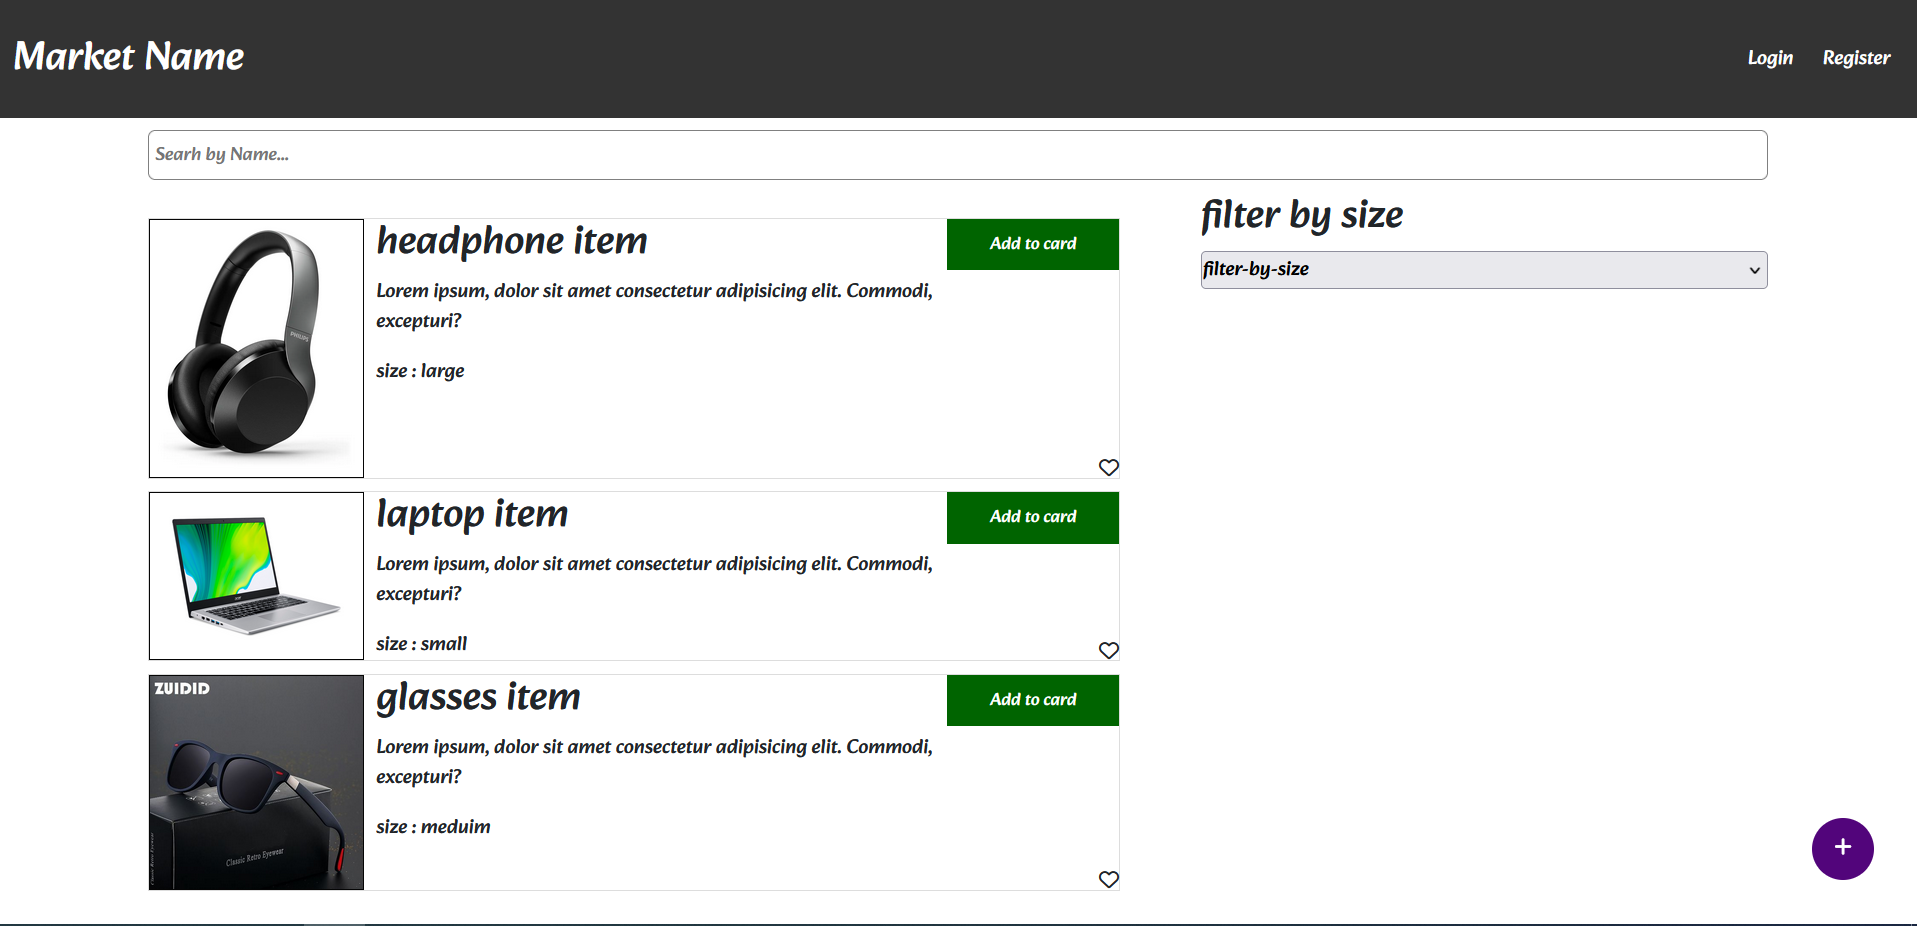 Market Name
Login
Register
Searh by Name...
filter by size
filter-by-size
PHILIPS
headphone item
Add to card
Lorem ipsum, dolor sit amet consectetur adipisicing elit. Commodi,
excepturi?
size : large
laptop item
Add to card
Lorem ipsum, dolor sit amet consectetur adipisicing elit. Commodi,
excepturi?
size : small
ZUIDID
Classic Retro Eyewear
glasses item
Add to card
Lorem ipsum, dolor sit amet consectetur adipisicing elit. Commodi,
excepturi?
size : meduim
+